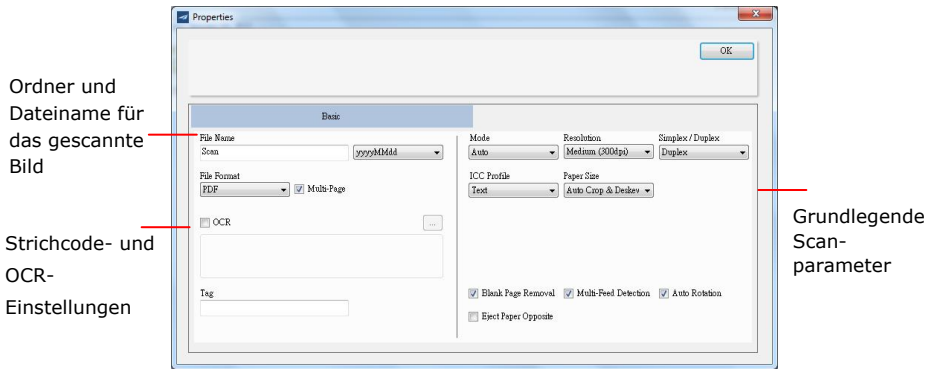 Properties
OK
Ordner und
Dateiname für
das gescannte
Bild
Strichcode- und
OCR-
Einstellungen
Basic
File Name
Scan yyyyMMdd
File Format
PDF Multi-Page
OCR ...
Tag
Mode Resolution Simplex / Duplex
Auto Medium (300dpi) Duplex
ICC Profile Paper Size
Text Auto Crop & Deskev
Blank Page Removal Multi-Feed Detection Auto Rotation
Eject Paper Opposite
Grundlegende
Scan-
parameter